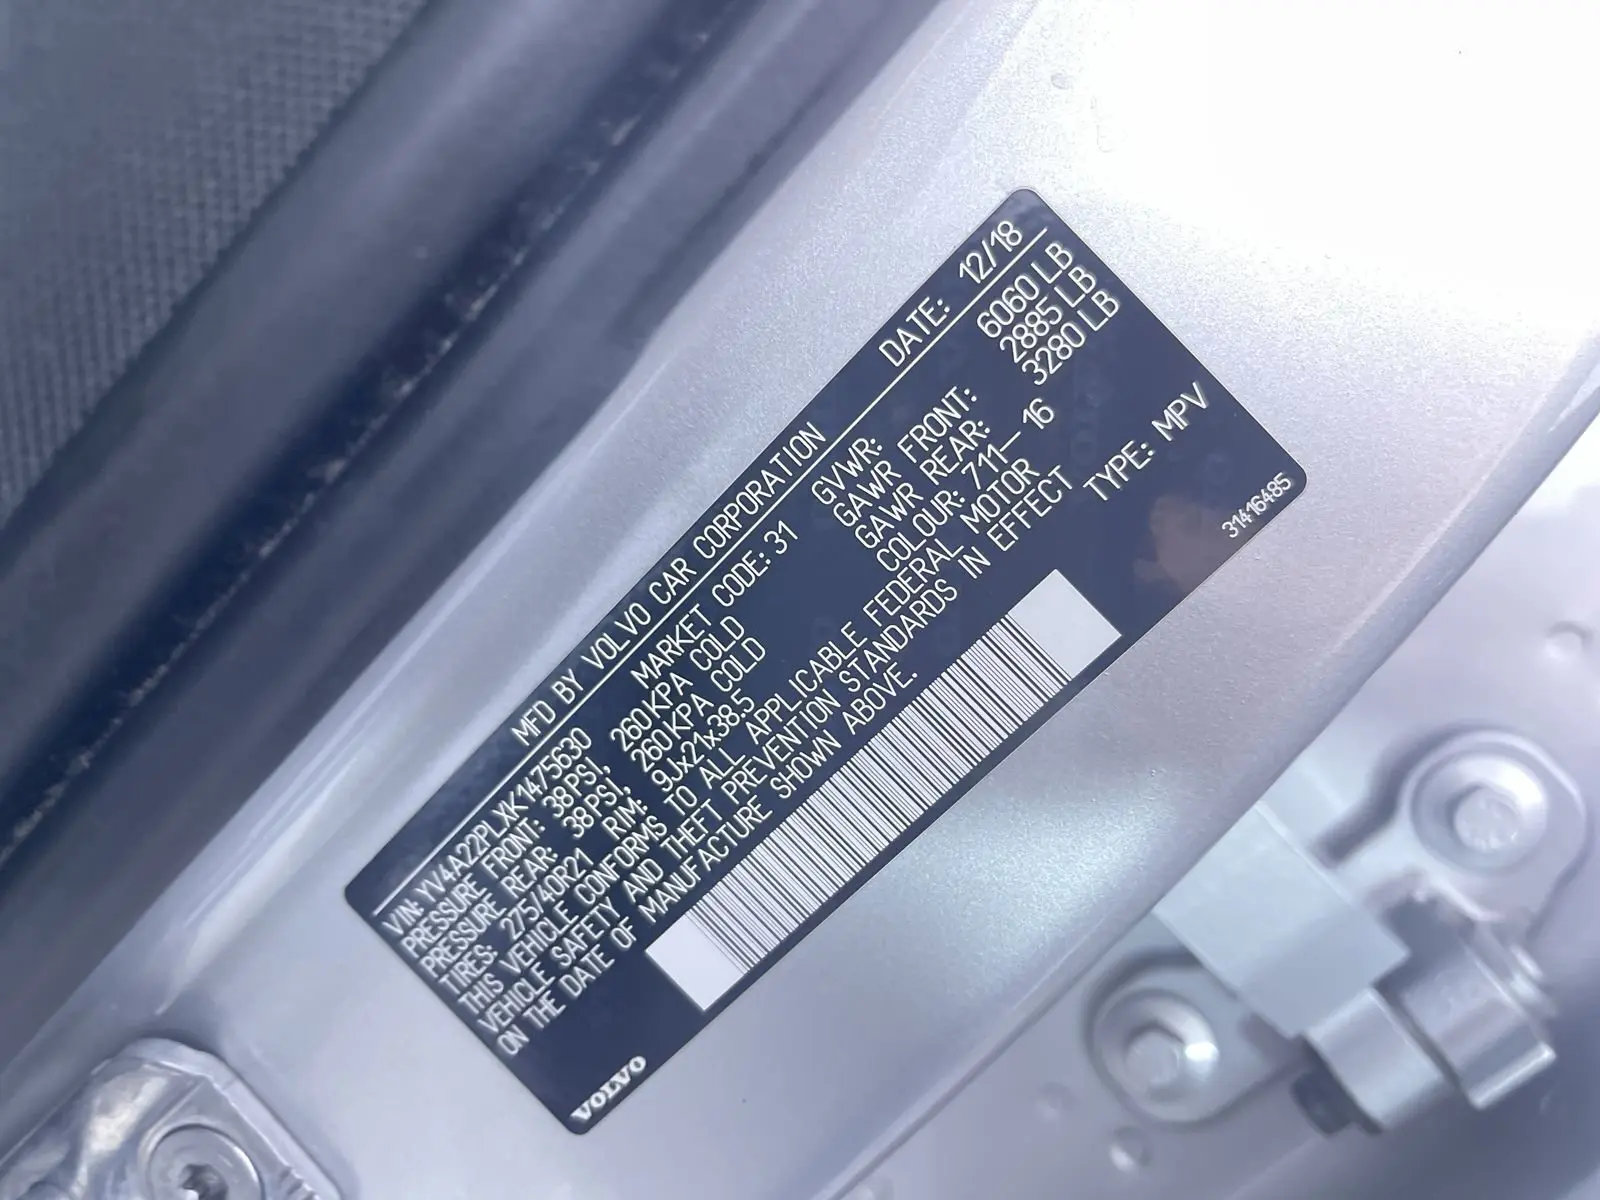 MFD BY VOLVO CAR CORPORATION DATE: 12/18
VIN: YV4A22PLXK1475630 MARKET CODE: 31 GVWR: 6060 LB
PRESSURE FRONT: 38PSI, 260KPA COLD GAWR FRONT: 2885 LB
PRESSURE REAR: 38PSI, 260KPA COLD GAWR REAR: 3280 LB
TIRES: 275/40R21 RIM: 9Jx21x38.5 COLOUR: 711–16
THIS VEHICLE CONFORMS TO ALL APPLICABLE FEDERAL MOTOR
VEHICLE SAFETY AND THEFT PREVENTION STANDARDS IN EFFECT
ON THE DATE OF MANUFACTURE SHOWN ABOVE. TYPE: MPV
VOLVO 31416485